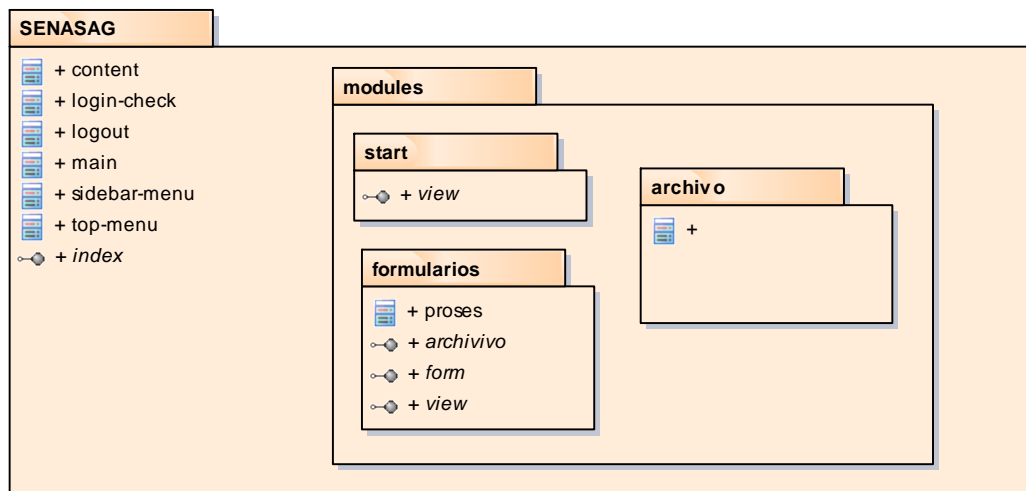 SENASAG
+ content
+ login-check
+ logout
+ main
+ sidebar-menu
+ top-menu
+ index
modules
start
+ view
formularios
+ proses
+ archivivo
+ form
+ view
archivo
+